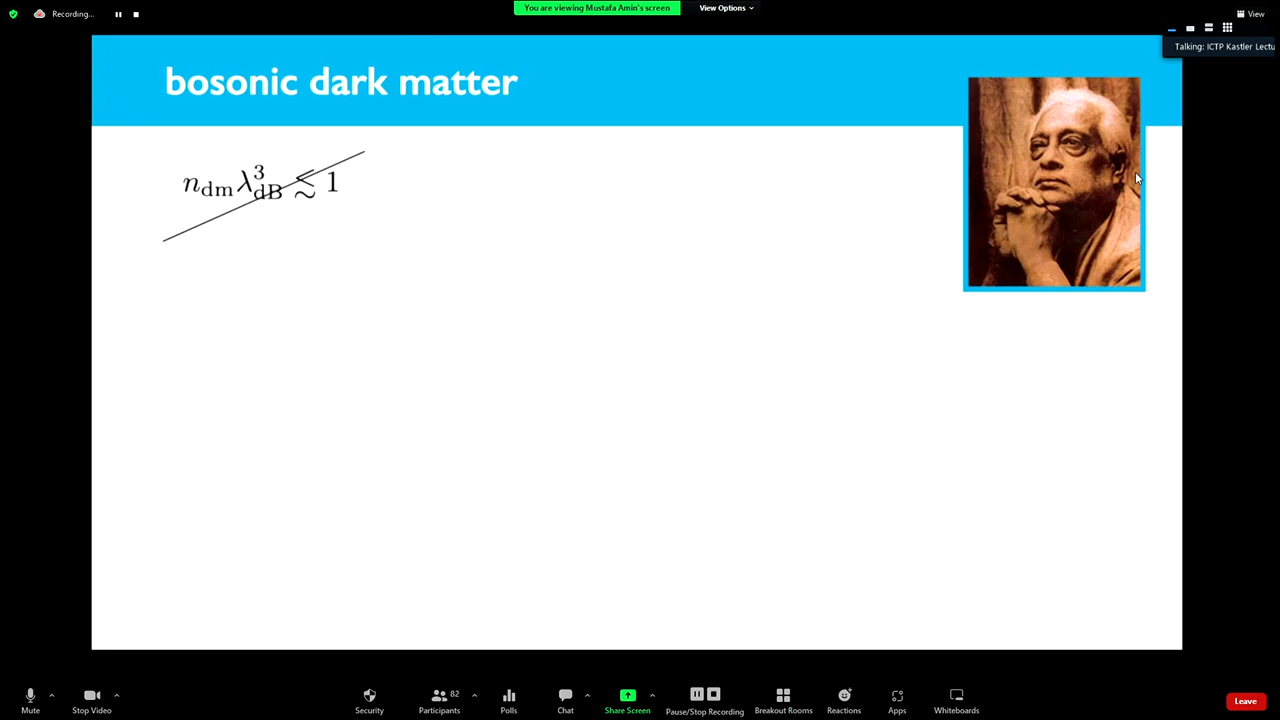 Recording...
You are viewing Mustafa Amin's screen
View Options
View
Talking: ICTP Kastler Lectu
bosonic dark matter
n_dm λ_dB^3 ≲ 1
Mute
Stop Video
Security
Participants
82
Polls
Chat
Share Screen
Pause/Stop Recording
Breakout Rooms
Reactions
Apps
Whiteboards
Leave